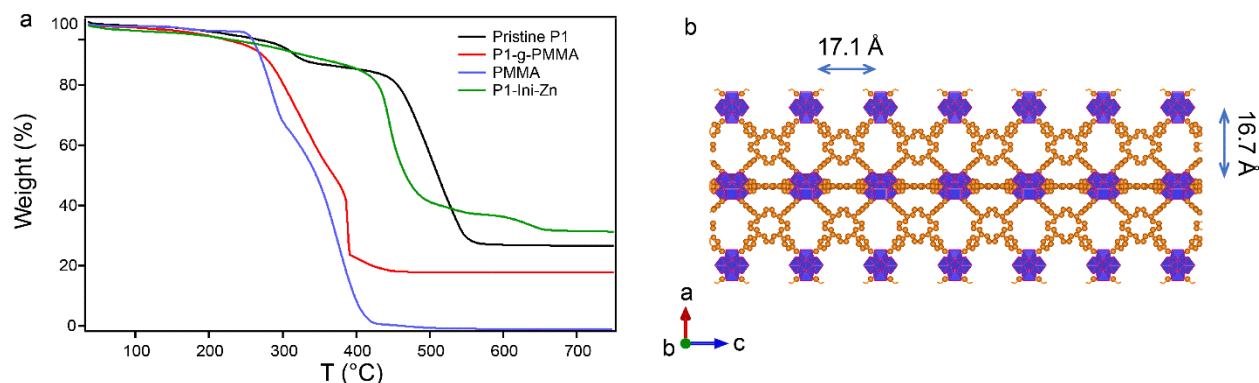 a
100
80
60
40
20
0
Weight (%)
Pristine P1
P1-g-PMMA
PMMA
P1-Ini-Zn
100 200 300 400 500 600 700
T (°C)
b
17.1 Å
16.7 Å
a
b
c